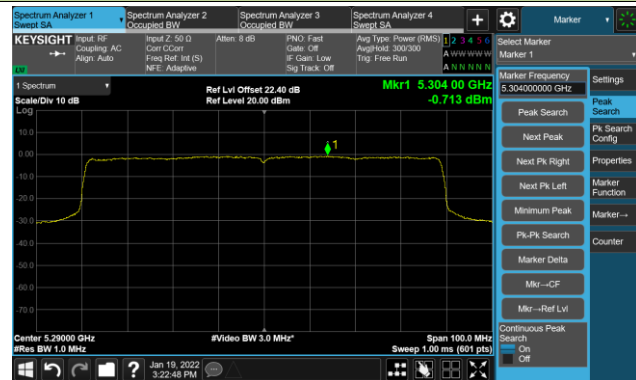 Spectrum Analyzer 1
Swept SA
Spectrum Analyzer 2
Occupied BW
Spectrum Analyzer 3
Occupied BW
Spectrum Analyzer 4
Swept SA
+
Marker
KEYSIGHT
Input: RF
Coupling: AC
Align: Auto
Input Z: 50 Ω
Corr CCorr
Freq Ref: Int (S)
NFE: Adaptive
Atten: 8 dB
PNO: Fast
Gate: Off
IF Gain: Low
Sig Track: Off
Avg Type: Power (RMS)
Avg|Hold: 300/300
Trig: Free Run
1 2 3 4 5 6
A W W W W W
A N N N N N
Select Marker
Marker 1
1 Spectrum
Scale/Div 10 dB
Log
Ref Lvl Offset 22.40 dB
Ref Level 20.00 dBm
Mkr1 5.304 00 GHz
-0.713 dBm
10.0
0.00
-10.0
-20.0
-30.0
-40.0
-50.0
-60.0
-70.0
1
Center 5.29000 GHz
#Res BW 1.0 MHz
#Video BW 3.0 MHz*
Span 100.0 MHz
Sweep 1.00 ms (601 pts)
Marker Frequency
5.304000000 GHz
Peak Search
Next Peak
Next Pk Right
Next Pk Left
Minimum Peak
Pk-Pk Search
Marker Delta
Mkr→CF
Mkr→Ref Lvl
Continuous Peak
Search
On
Off
Settings
Peak
Search
Pk Search
Config
Properties
Marker
Function
Marker→
Counter
?
Jan 19, 2022
3:22:48 PM